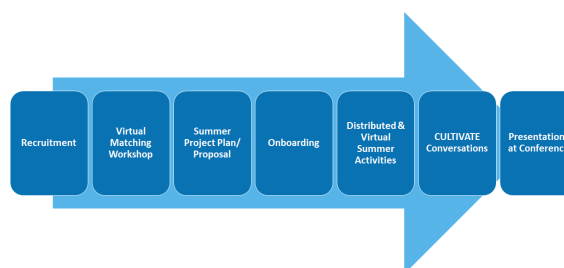 Recruitment
Virtual
Matching
Workshop
Summer
Project Plan/
Proposal
Onboarding
Distributed &
Virtual
Summer
Activities
CULTIVATE
Conversations
Presentation
at Conferenc